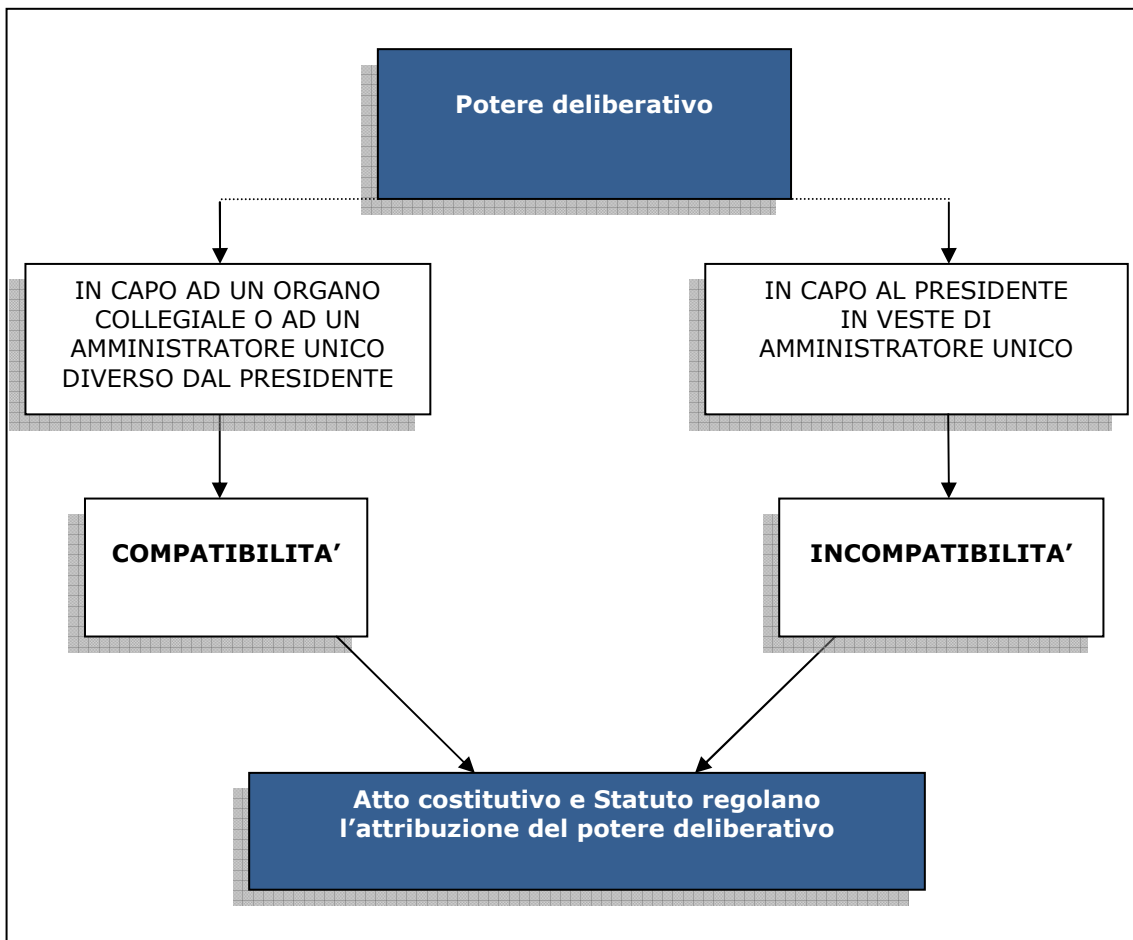 Potere deliberativo
IN CAPO AD UN ORGANO
COLLEGIALE O AD UN
AMMINISTRATORE UNICO
DIVERSO DAL PRESIDENTE
IN CAPO AL PRESIDENTE
IN VESTE DI
AMMINISTRATORE UNICO
COMPATIBILITA’
INCOMPATIBILITA’
Atto costitutivo e Statuto regolano
l’attribuzione del potere deliberativo